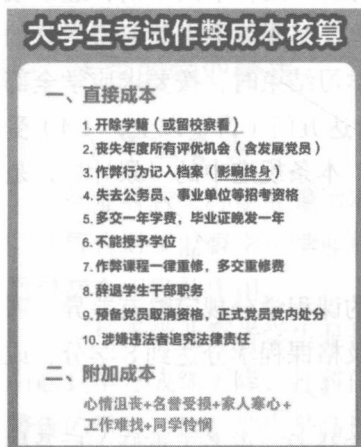 大学生考试作弊成本核算
一、直接成本
1.开除学籍（或留校察看）
2.丧失年度所有评优机会（含发展党员）
3.作弊行为记入档案（影响终身）
4.失去公务员、事业单位等招考资格
5.多交一年学费，毕业证晚发一年
6.不能授予学位
7.作弊课程一律重修，多交重修费
8.辞退学生干部职务
9.预备党员取消资格，正式党员党内处分
10.涉嫌违法者追究法律责任
二、附加成本
心情沮丧+名誉受损+家人寒心+
工作难找+同学怜悯